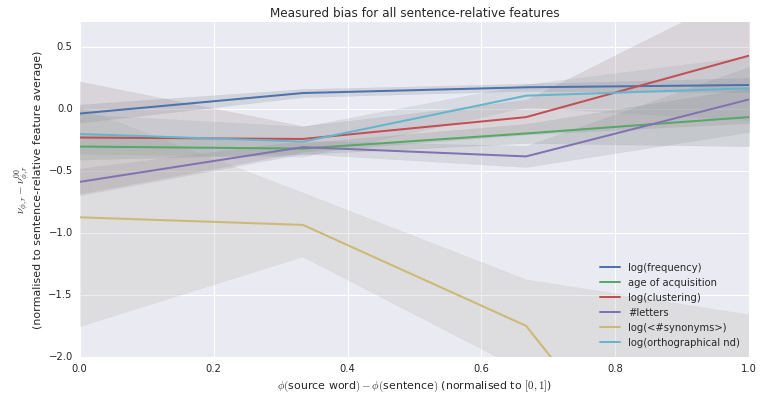 Measured bias for all sentence-relative features
ν_{ϕ,r} − ν^{00}_{ϕ,r}
(normalised to sentence-relative feature average)
0.5
0.0
−0.5
−1.0
−1.5
−2.0
log(frequency)
age of acquisition
log(clustering)
#letters
log(<#synonyms>)
log(orthographical nd)
0.0 0.2 0.4 0.6 0.8 1.0
ϕ(source word) − ϕ(sentence) (normalised to [0, 1])